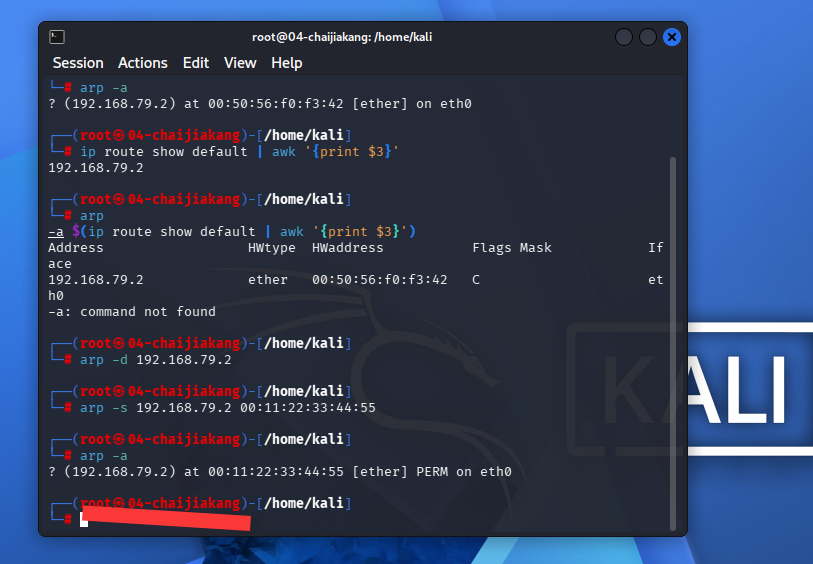 root@04-chaijiakang: /home/kali
Session Actions Edit View Help
└─# arp -a
? (192.168.79.2) at 00:50:56:f0:f3:42 [ether] on eth0
┌──(root㉿04-chaijiakang)-[/home/kali]
└─# ip route show default | awk '{print $3}'
192.168.79.2
┌──(root㉿04-chaijiakang)-[/home/kali]
└─# arp
-a $(ip route show default | awk '{print $3}')
Address HWtype HWaddress Flags Mask If
ace
192.168.79.2 ether 00:50:56:f0:f3:42 C et
h0
-a: command not found
┌──(root㉿04-chaijiakang)-[/home/kali]
└─# arp -d 192.168.79.2
┌──(root㉿04-chaijiakang)-[/home/kali]
└─# arp -s 192.168.79.2 00:11:22:33:44:55
┌──(root㉿04-chaijiakang)-[/home/kali]
└─# arp -a
? (192.168.79.2) at 00:11:22:33:44:55 [ether] PERM on eth0
┌──(root㉿04-chaijiakang)-[/home/kali]
└─#
KALI